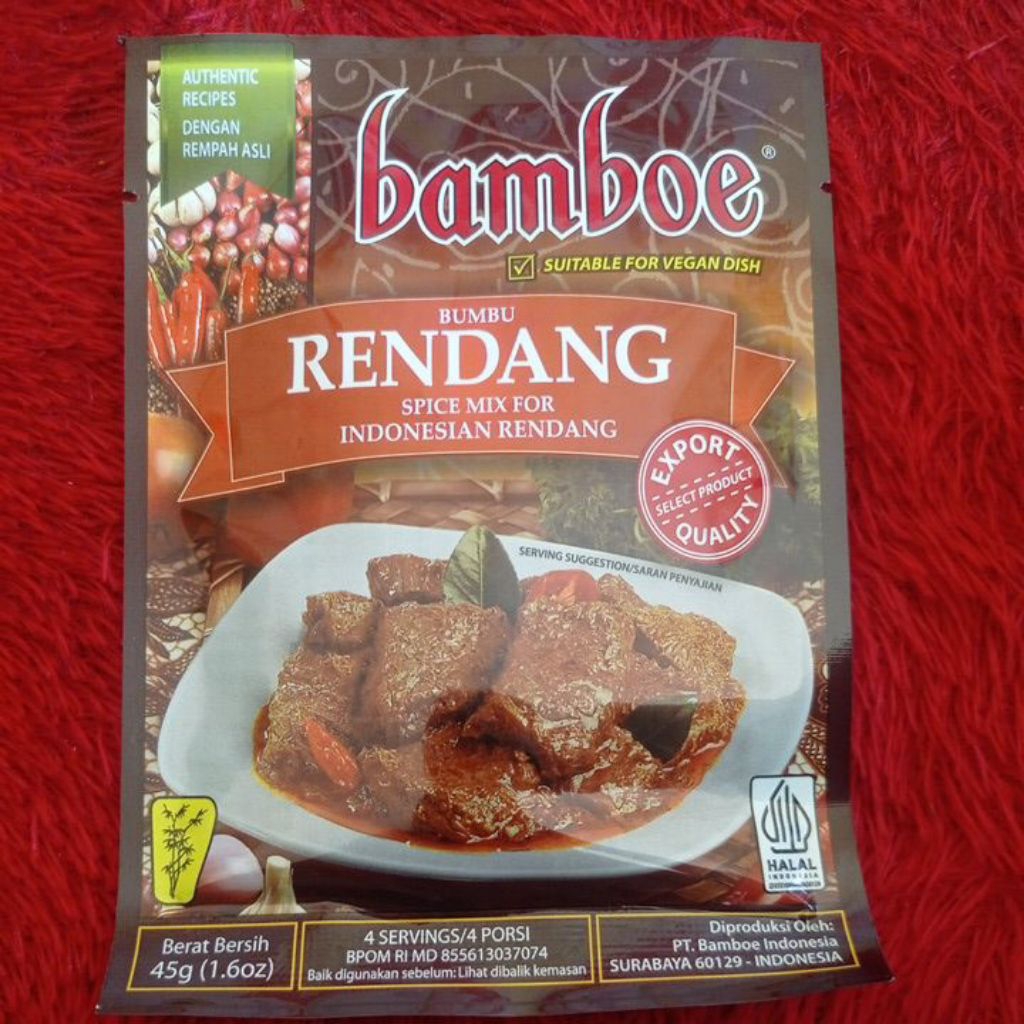 AUTHENTIC
RECIPES
DENGAN
REMPAH ASLI
bamboe®
SUITABLE FOR VEGAN DISH
BUMBU
RENDANG
SPICE MIX FOR
INDONESIAN RENDANG
EXPORT
SELECT PRODUCT
QUALITY
SERVING SUGGESTION/SARAN PENYAJIAN
HALAL
INDONESIA
Berat Bersih
45g (1.6oz)
4 SERVINGS/4 PORSI
BPOM RI MD 855613037074
Baik digunakan sebelum: Lihat dibalik kemasan
Diproduksi Oleh:
PT. Bamboe Indonesia
SURABAYA 60129 - INDONESIA